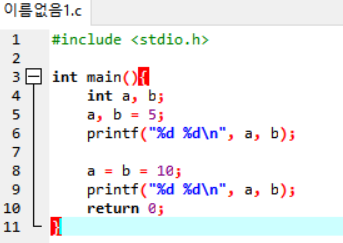 이름없음1.c
1 #include <stdio.h>
2
3 int main(){
4 int a, b;
5 a, b = 5;
6 printf("%d %d\n", a, b);
7
8 a = b = 10;
9 printf("%d %d\n", a, b);
10 return 0;
11 }